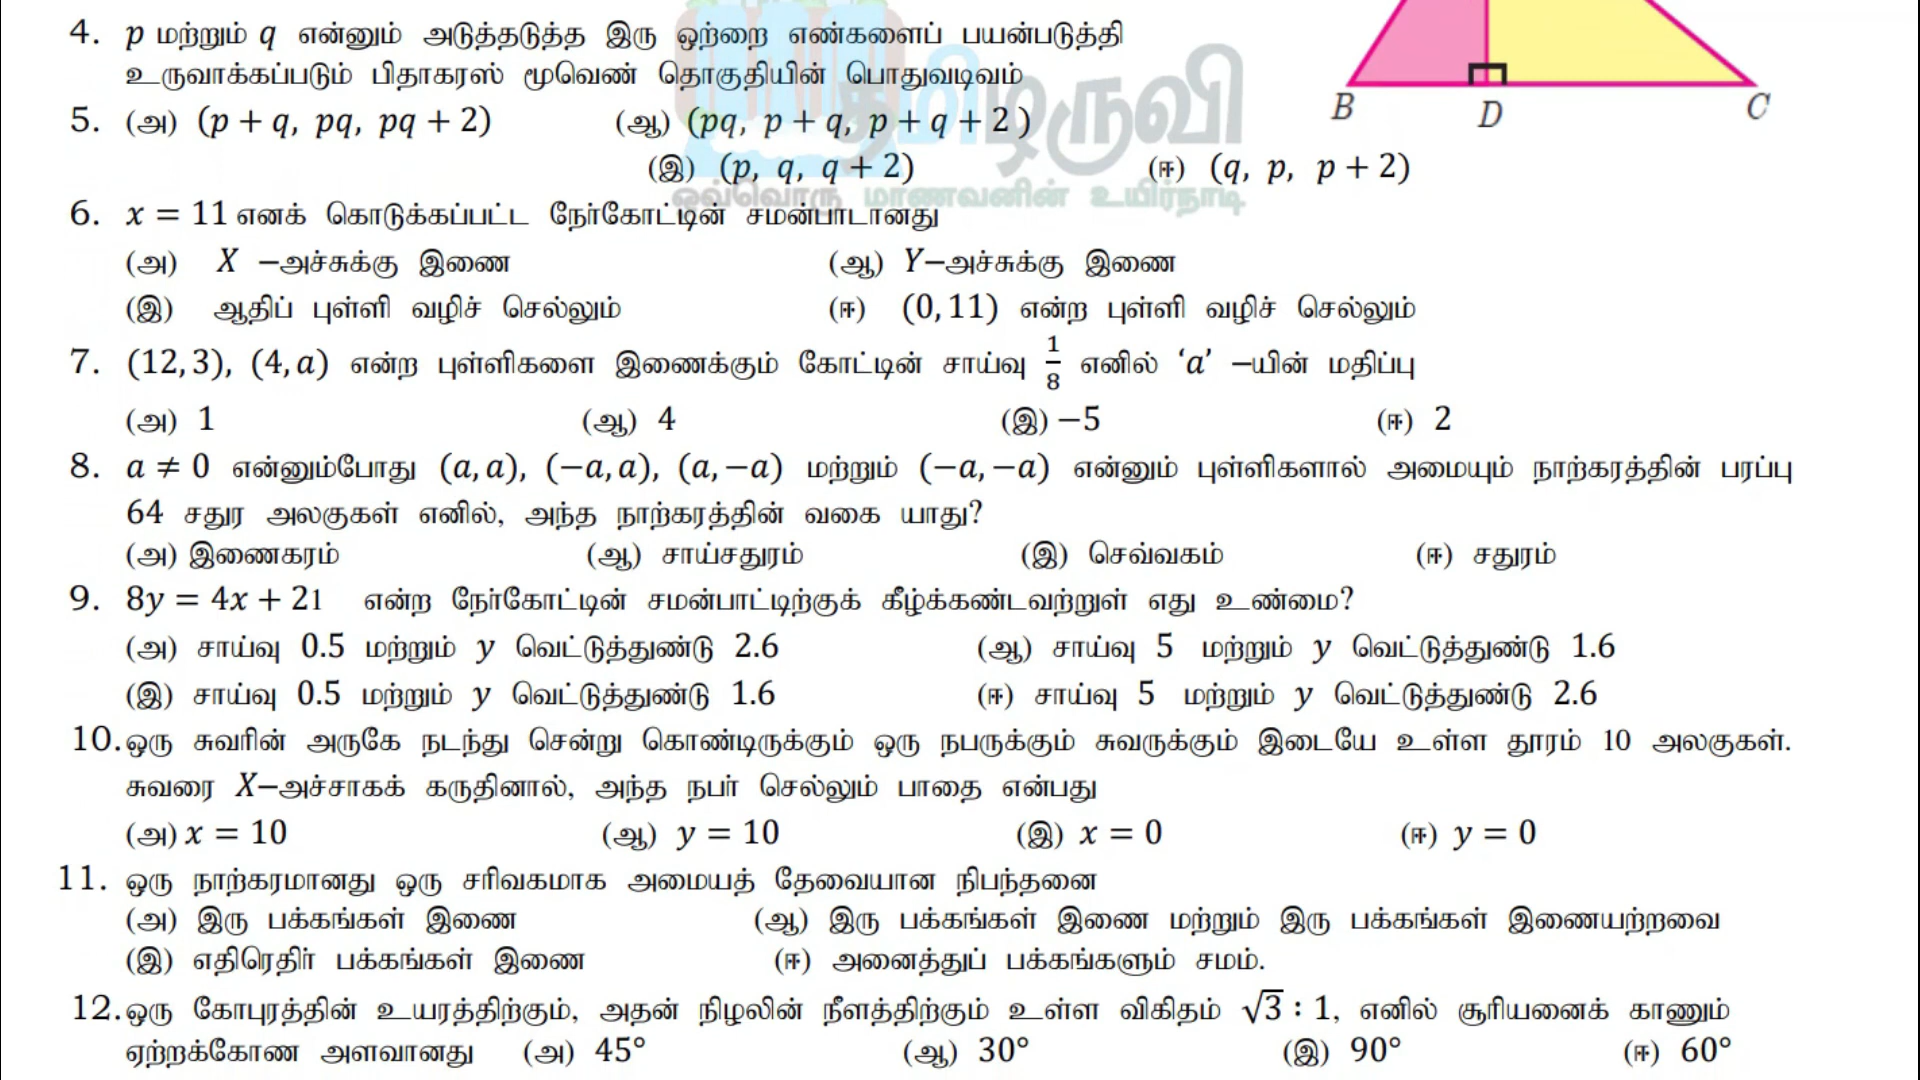 4. p மற்றும் q என்னும் அடுத்தடுத்த இரு ஒற்றை எண்களைப் பயன்படுத்தி
உருவாக்கப்படும் பிதாகரஸ் மூவெண் தொகுதியின் பொதுவடிவம்
B D C
5. (அ) (p + q, pq, pq + 2) (ஆ) (pq, p + q, p + q + 2 )
(இ) (p, q, q + 2) (ஈ) (q, p, p + 2)
தமிழருவி
ஒவ்வொரு மாணவனின் உயிர்நாடி
6. x = 11 எனக் கொடுக்கப்பட்ட நேர்கோட்டின் சமன்பாடானது
(அ) X −அச்சுக்கு இணை (ஆ) Y−அச்சுக்கு இணை
(இ) ஆதிப் புள்ளி வழிச் செல்லும் (ஈ) (0, 11) என்ற புள்ளி வழிச் செல்லும்
7. (12, 3), (4, a) என்ற புள்ளிகளை இணைக்கும் கோட்டின் சாய்வு 1/8 எனில் ‘a’ −யின் மதிப்பு
(அ) 1 (ஆ) 4 (இ) −5 (ஈ) 2
8. a ≠ 0 என்னும்போது (a, a), (−a, a), (a, −a) மற்றும் (−a, −a) என்னும் புள்ளிகளால் அமையும் நாற்கரத்தின் பரப்பு
64 சதுர அலகுகள் எனில், அந்த நாற்கரத்தின் வகை யாது?
(அ) இணைகரம் (ஆ) சாய்சதுரம் (இ) செவ்வகம் (ஈ) சதுரம்
9. 8y = 4x + 21 என்ற நேர்கோட்டின் சமன்பாட்டிற்குக் கீழ்க்கண்டவற்றுள் எது உண்மை?
(அ) சாய்வு 0.5 மற்றும் y வெட்டுத்துண்டு 2.6 (ஆ) சாய்வு 5 மற்றும் y வெட்டுத்துண்டு 1.6
(இ) சாய்வு 0.5 மற்றும் y வெட்டுத்துண்டு 1.6 (ஈ) சாய்வு 5 மற்றும் y வெட்டுத்துண்டு 2.6
10. ஒரு சுவரின் அருகே நடந்து சென்று கொண்டிருக்கும் ஒரு நபருக்கும் சுவருக்கும் இடையே உள்ள தூரம் 10 அலகுகள்.
சுவரை X−அச்சாகக் கருதினால், அந்த நபர் செல்லும் பாதை என்பது
(அ) x = 10 (ஆ) y = 10 (இ) x = 0 (ஈ) y = 0
11. ஒரு நாற்கரமானது ஒரு சரிவகமாக அமையத் தேவையான நிபந்தனை
(அ) இரு பக்கங்கள் இணை (ஆ) இரு பக்கங்கள் இணை மற்றும் இரு பக்கங்கள் இணையற்றவை
(இ) எதிரெதிர் பக்கங்கள் இணை (ஈ) அனைத்துப் பக்கங்களும் சமம்.
12. ஒரு கோபுரத்தின் உயரத்திற்கும், அதன் நிழலின் நீளத்திற்கும் உள்ள விகிதம் √3 ∶ 1, எனில் சூரியனைக் காணும்
ஏற்றக்கோண அளவானது (அ) 45° (ஆ) 30° (இ) 90° (ஈ) 60°